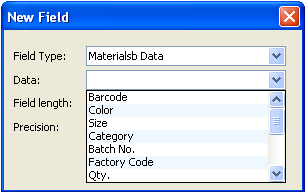 New Field
Field Type: Materialsb Data
Data:
Field length:
Precision:
Barcode
Color
Size
Category
Batch No.
Factory Code
Qty.